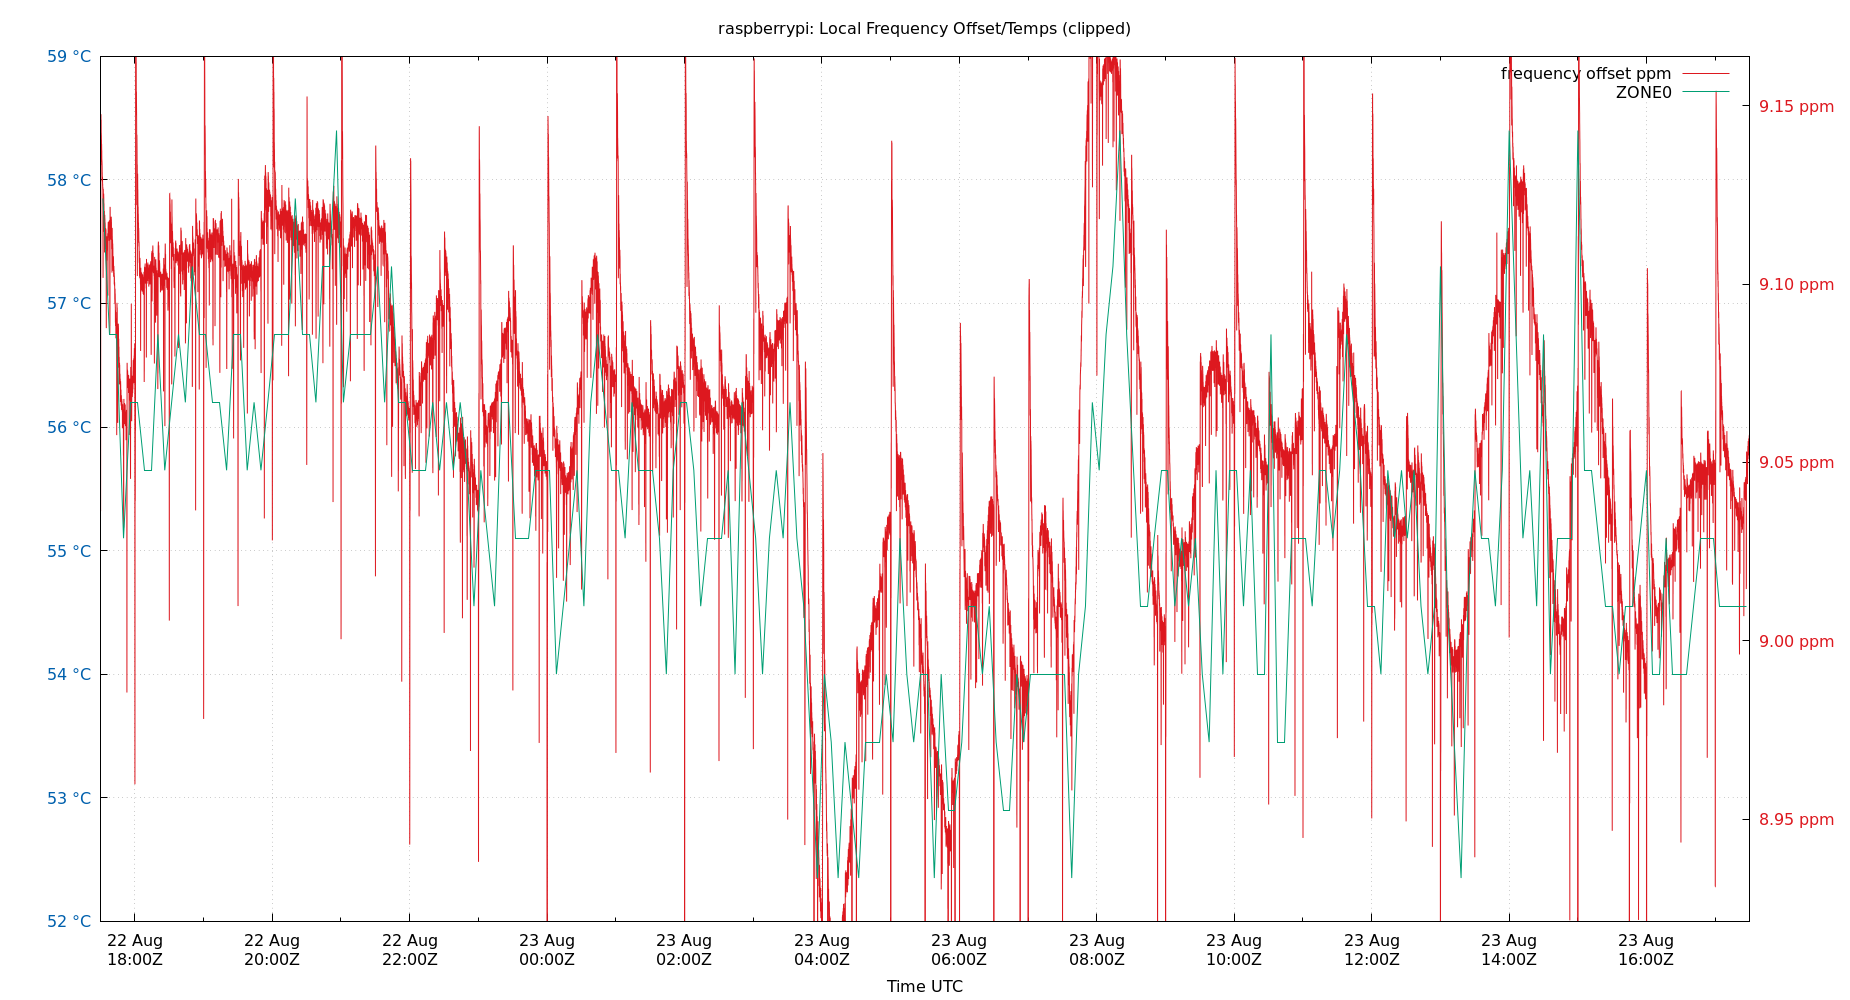 raspberrypi: Local Frequency Offset/Temps (clipped)
frequency offset ppm
ZONE0
59 °C
58 °C
57 °C
56 °C
55 °C
54 °C
53 °C
52 °C
9.15 ppm
9.10 ppm
9.05 ppm
9.00 ppm
8.95 ppm
22 Aug
18:00Z
22 Aug
20:00Z
22 Aug
22:00Z
23 Aug
00:00Z
23 Aug
02:00Z
23 Aug
04:00Z
23 Aug
06:00Z
23 Aug
08:00Z
23 Aug
10:00Z
23 Aug
12:00Z
23 Aug
14:00Z
23 Aug
16:00Z
Time UTC